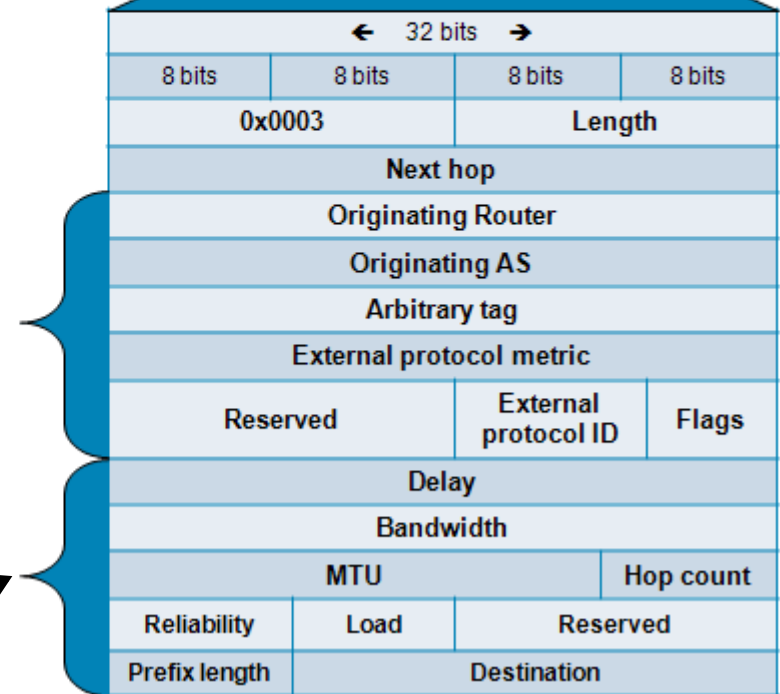 ← 32 bits →
8 bits 8 bits 8 bits 8 bits
0x0003 Length
Next hop
Originating Router
Originating AS
Arbitrary tag
External protocol metric
Reserved External protocol ID Flags
Delay
Bandwidth
MTU Hop count
Reliability Load Reserved
Prefix length Destination